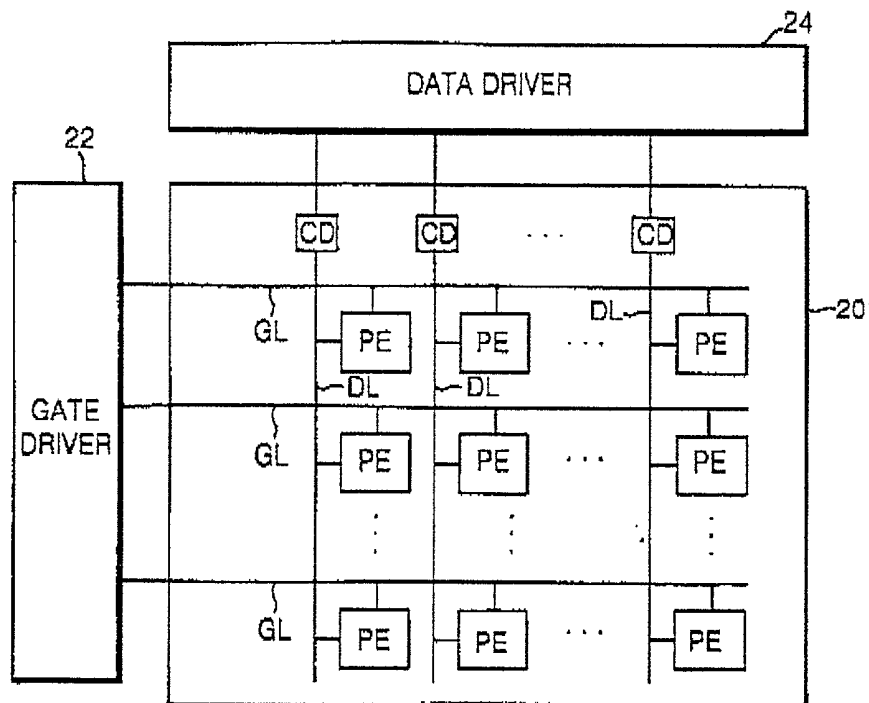 24
DATA DRIVER
22
CD CD ... CD
GL DL 20
PE PE ... PE
DL DL
GATE
DRIVER
GL
PE PE ... PE
GL
PE PE ... PE